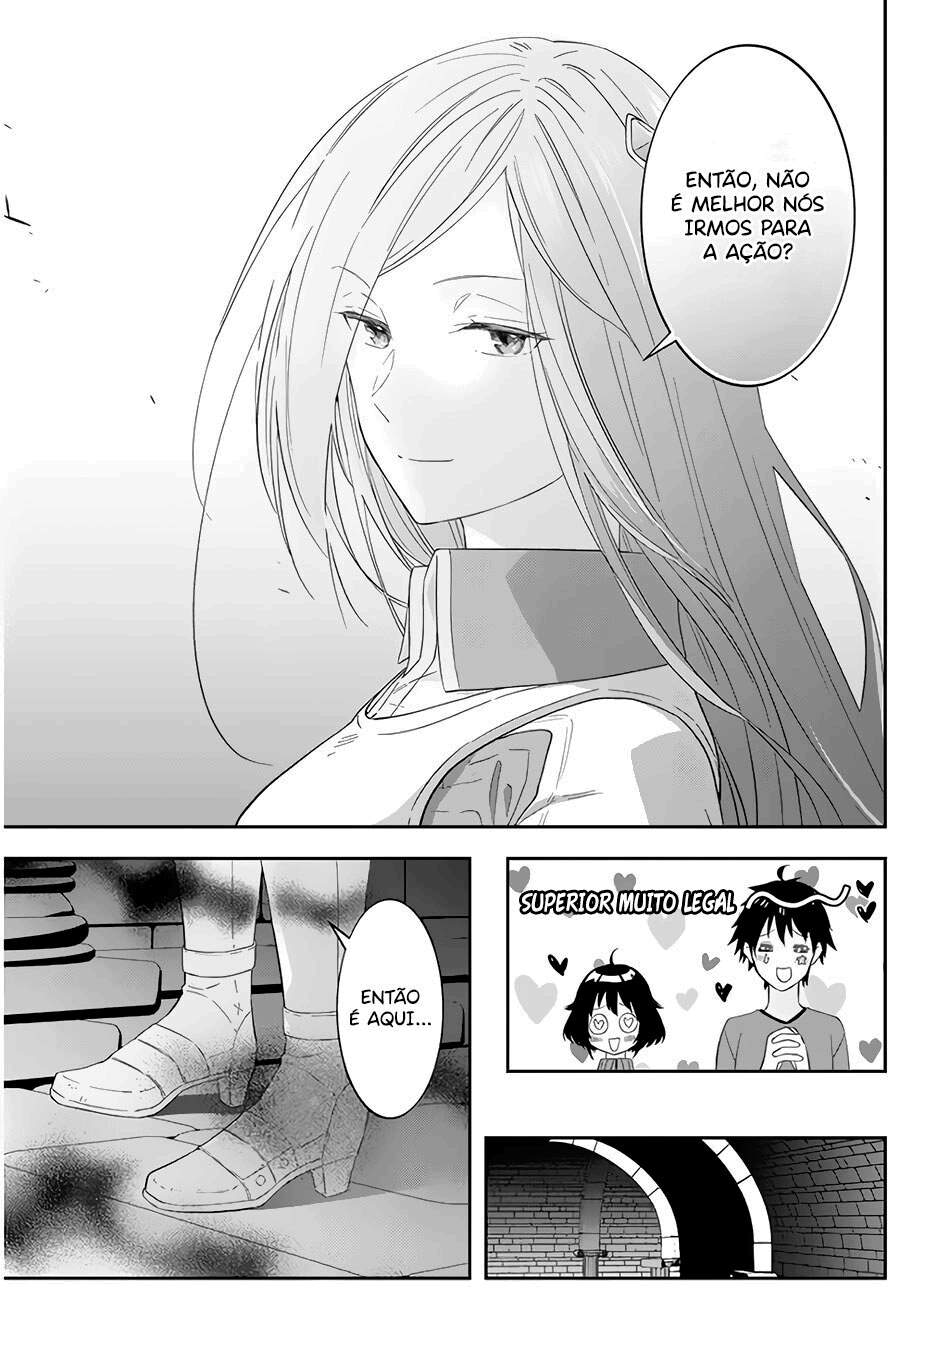 ENTÃO, NÃO
É MELHOR NÓS
IRMOS PARA
A AÇÃO?
SUPERIOR MUITO LEGAL
ENTÃO
É AQUI...